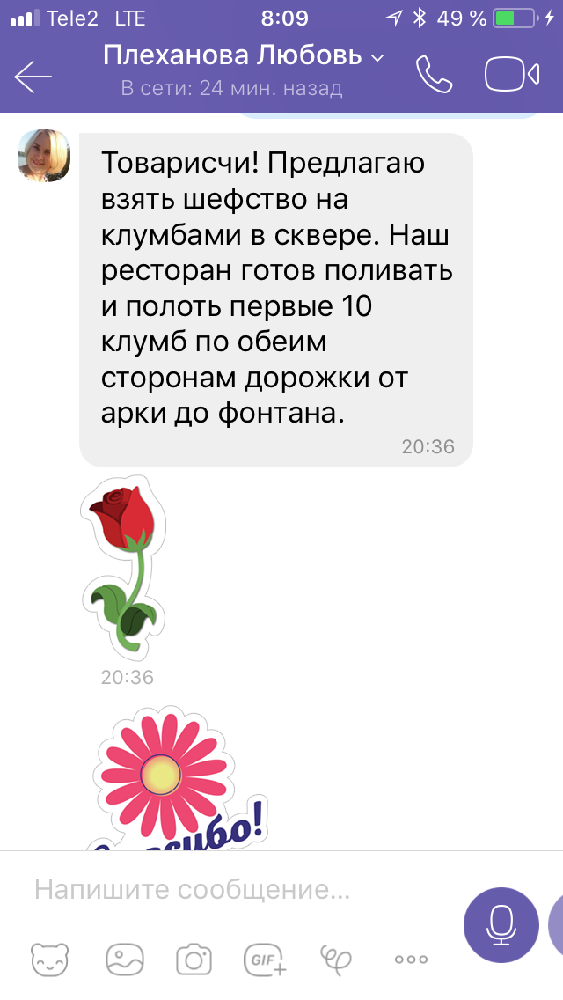 Tele2 LTE 8:09 49 %
Плеханова Любовь
В сети: 24 мин. назад
Товарисчи! Предлагаю
взять шефство на
клумбами в сквере. Наш
ресторан готов поливать
и полоть первые 10
клумб по обеим
сторонам дорожки от
арки до фонтана.
20:36
20:36
Спасибо!
Напишите сообщение...
GIF